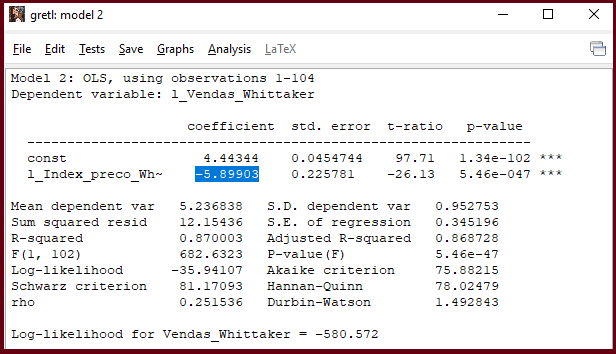 gretl: model 2
File Edit Tests Save Graphs Analysis LaTeX
Model 2: OLS, using observations 1-104
Dependent variable: l_Vendas_Whittaker
coefficient std. error t-ratio p-value
const 4.44344 0.0454744 97.71 1.34e-102 ***
l_Index_preco_Wh~ -5.89903 0.225781 -26.13 5.46e-047 ***
Mean dependent var 5.236838 S.D. dependent var 0.952753
Sum squared resid 12.15436 S.E. of regression 0.345196
R-squared 0.870003 Adjusted R-squared 0.868728
F(1, 102) 682.6323 P-value(F) 5.46e-47
Log-likelihood -35.94107 Akaike criterion 75.88215
Schwarz criterion 81.17093 Hannan-Quinn 78.02479
rho 0.251536 Durbin-Watson 1.492843
Log-likelihood for Vendas_Whittaker = -580.572